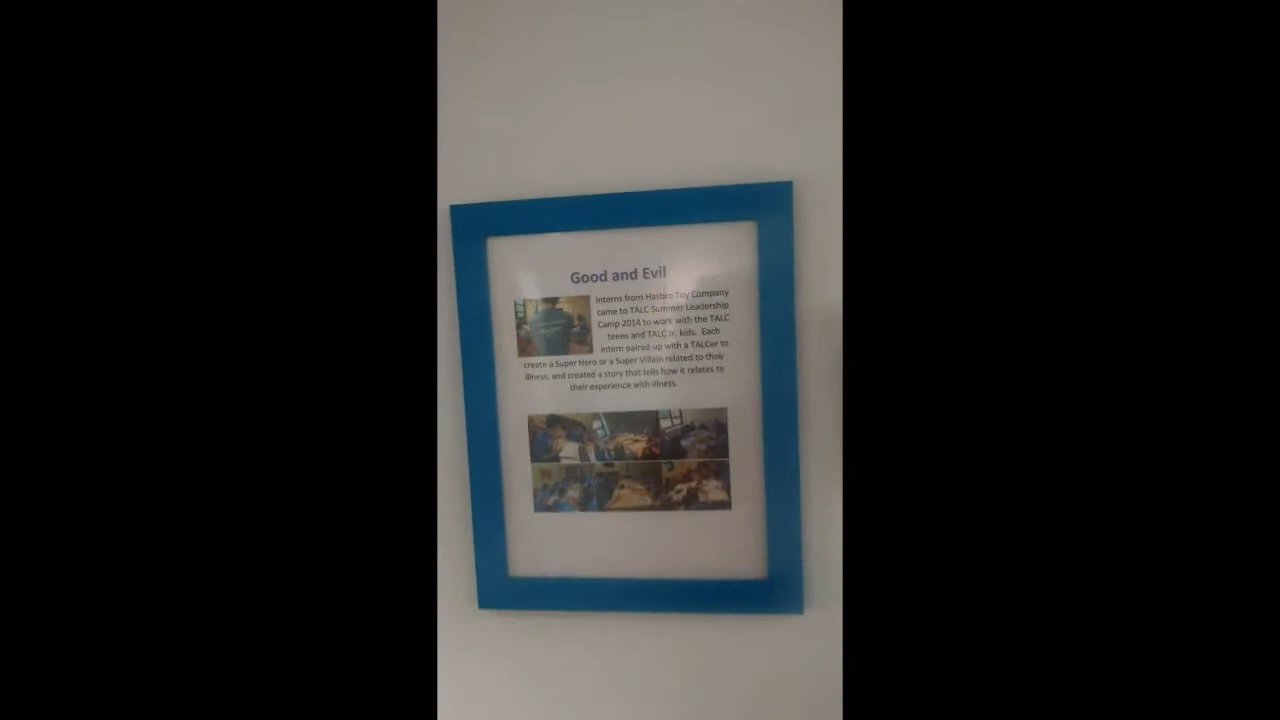 Good and Evil
Interns from Hasbro Toy Company
came to TALC Summer Leadership
Camp 2014 to work with the TALC
teens and TALC Jr. kids. Each
intern paired up with a TALCer to
create a Super Hero or a Super Villain related to their
illness, and created a story that tells how it relates to
their experience with illness.